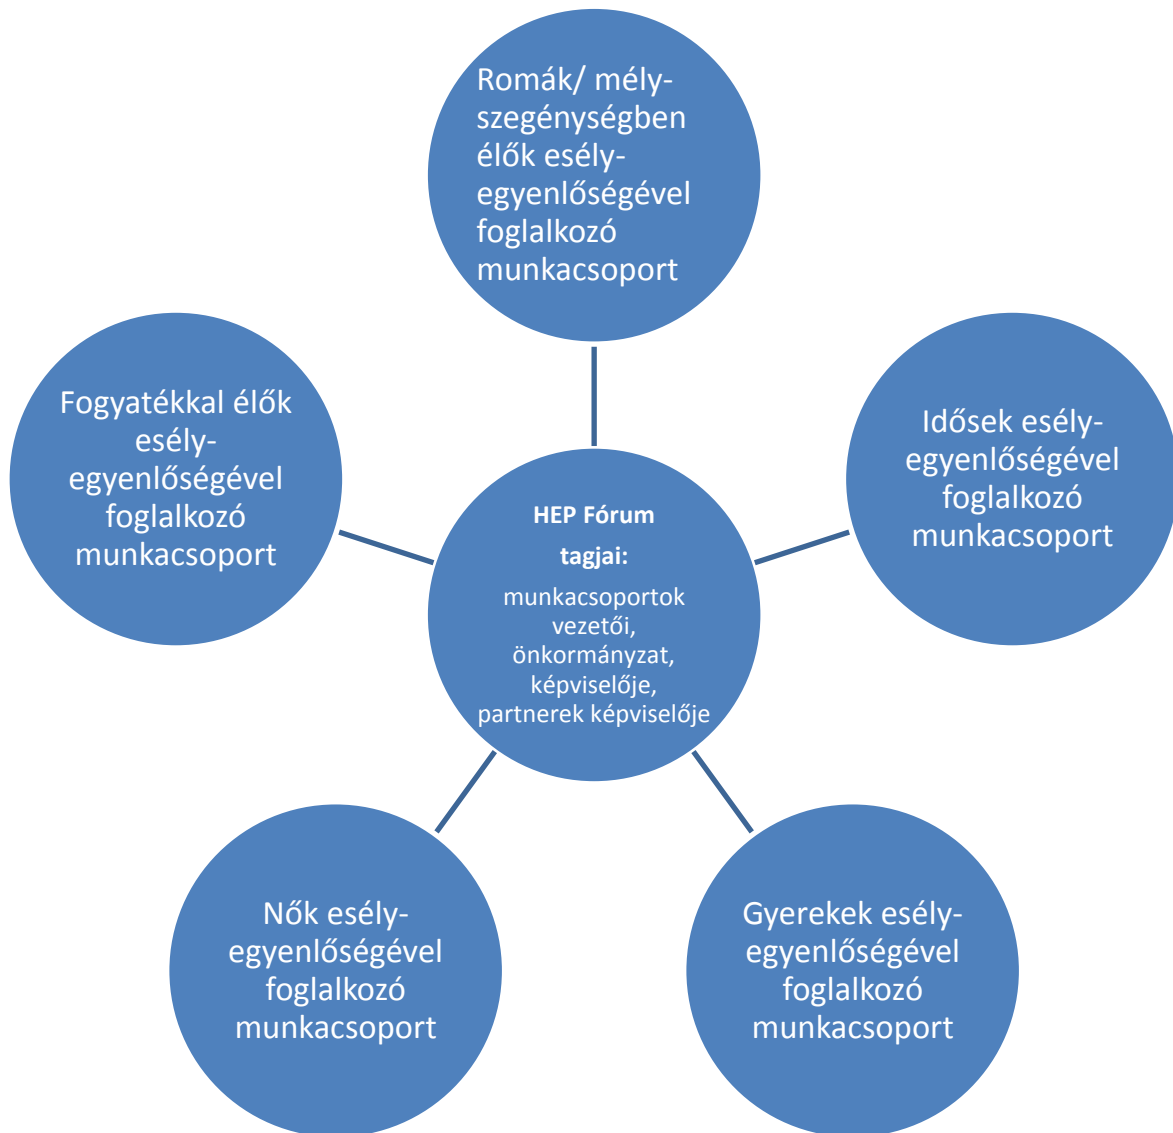 Romák/ mély-
szegénységben
élők esély-
egyenlőségével
foglalkozó
munkacsoport
Fogyatékkal élők
esély-
egyenlőségével
foglalkozó
munkacsoport
Idősek esély-
egyenlőségével
foglalkozó
munkacsoport
HEP Fórum
tagjai:
munkacsoportok
vezetői,
önkormányzat,
képviselője,
partnerek képviselője
Nők esély-
egyenlőségével
foglalkozó
munkacsoport
Gyerekek esély-
egyenlőségével
foglalkozó
munkacsoport